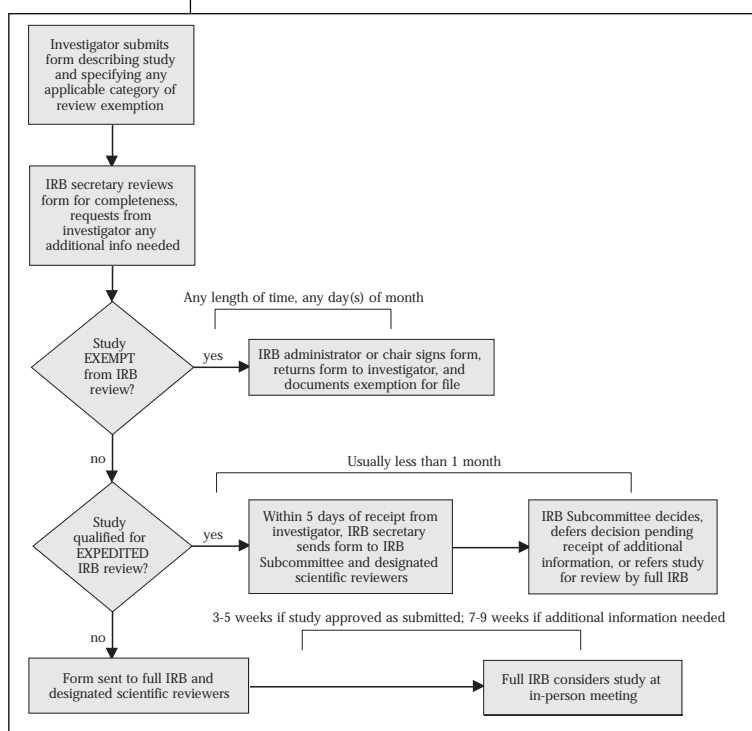 Investigator submits
form describing study
and specifying any
applicable category of
review exemption
IRB secretary reviews
form for completeness,
requests from
investigator any
additional info needed
Any length of time, any day(s) of month
Study
EXEMPT
from IRB
review?
yes
IRB administrator or chair signs form,
returns form to investigator, and
documents exemption for file
no
Usually less than 1 month
Study
qualified for
EXPEDITED
IRB review?
yes
Within 5 days of receipt from
investigator, IRB secretary
sends form to IRB
Subcommittee and designated
scientific reviewers
IRB Subcommittee decides,
defers decision pending
receipt of additional
information, or refers study
for review by full IRB
3-5 weeks if study approved as submitted; 7-9 weeks if additional information needed
no
Form sent to full IRB and
designated scientific reviewers
Full IRB considers study at
in-person meeting